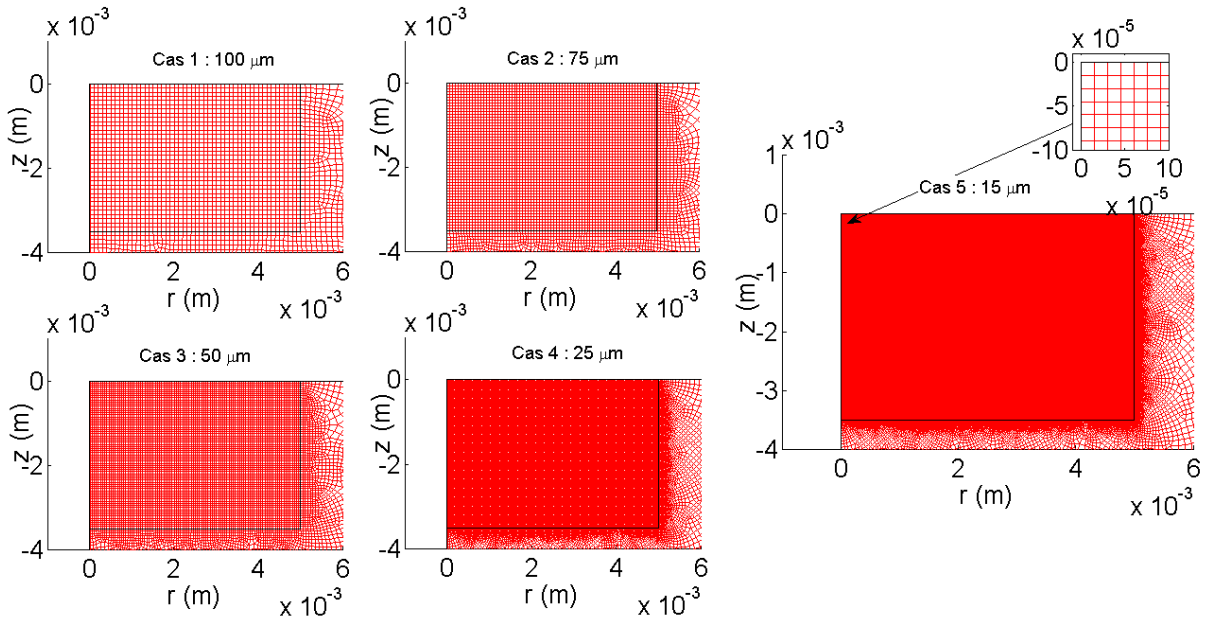 x 10⁻³
Cas 1 : 100 μm
0
-2
-4
z (m)
0 2 4 6
r (m)
x 10⁻³
x 10⁻³
Cas 2 : 75 μm
0
-2
-4
z (m)
0 2 4 6
r (m)
x 10⁻³
x 10⁻³
Cas 3 : 50 μm
0
-2
-4
z (m)
0 2 4 6
r (m)
x 10⁻³
x 10⁻³
Cas 4 : 25 μm
0
-2
-4
z (m)
0 2 4 6
r (m)
x 10⁻³
x 10⁻⁵
0
-5
-10
0 5 10
x 10⁻⁵
x 10⁻³
Cas 5 : 15 μm
1
0
-1
-2
-3
-4
z (m)
0 2 4 6
r (m)
x 10⁻³